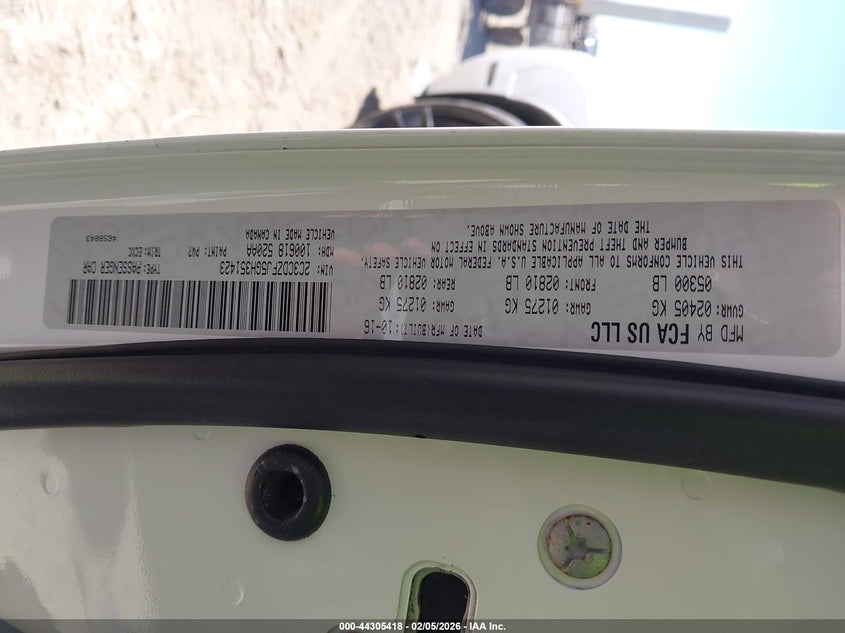 MFD BY FCA US LLC DATE OF MFR(BUILT): 10-16
GVWR: 02405 KG GAWR: 01275 KG GAWR: 01275 KG
05300 LB FRONT: 02810 LB REAR: 02810 LB
THIS VEHICLE CONFORMS TO ALL APPLICABLE U.S.A. FEDERAL MOTOR VEHICLE SAFETY,
BUMPER AND THEFT PREVENTION STANDARDS IN EFFECT ON
THE DATE OF MANUFACTURE SHOWN ABOVE.
VIN: 2C3CDZFJ5GH351423 TYPE: PASSENGER CAR
MDH: 100618 520AA PAINT: PW7 TRIM: ECXC
VEHICLE MADE IN CANADA 4658943
000-44305418 - 02/05/2026 - IAA Inc.